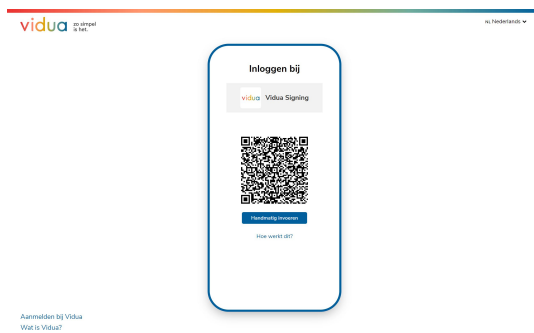 vidua zo simpel
is het.
NL Nederlands
Inloggen bij
vidua Vidua Signing
Handmatig invoeren
Hoe werkt dit?
Aanmelden bij Vidua
Wat is Vidua?